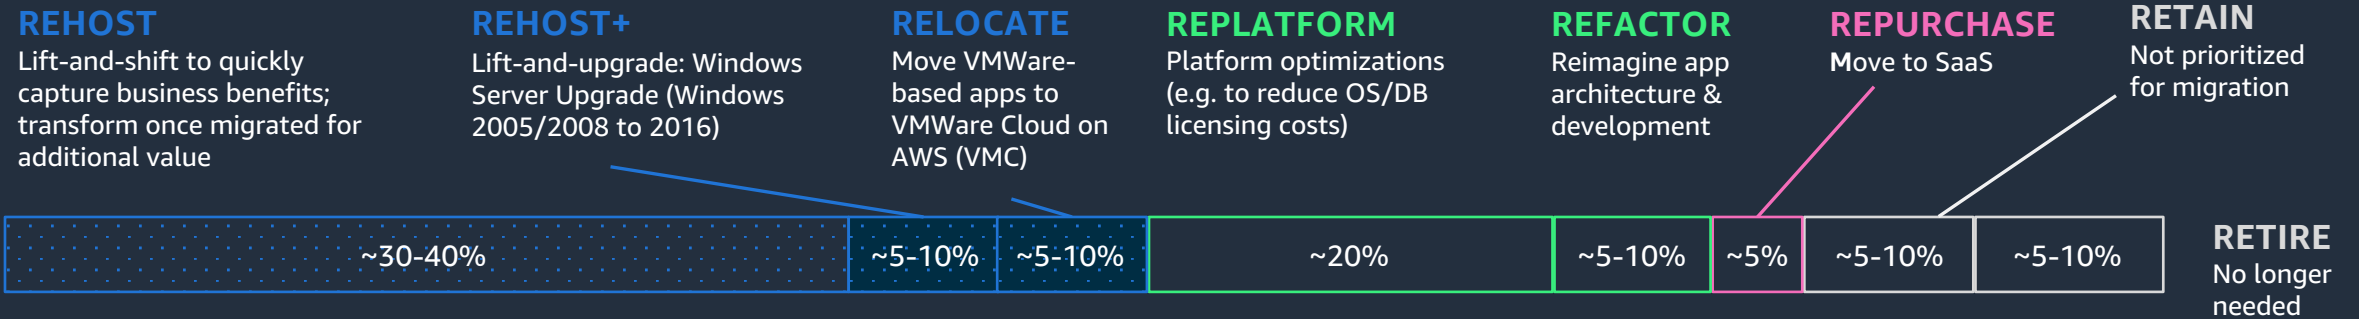 REHOST
Lift-and-shift to quickly
capture business benefits;
transform once migrated for
additional value
REHOST+
Lift-and-upgrade: Windows
Server Upgrade (Windows
2005/2008 to 2016)
RELOCATE
Move VMWare-
based apps to
VMWare Cloud on
AWS (VMC)
REPLATFORM
Platform optimizations
(e.g. to reduce OS/DB
licensing costs)
REFACTOR
Reimagine app
architecture &
development
REPURCHASE
Move to SaaS
RETAIN
Not prioritized
for migration
~30-40%
~5-10%
~5-10%
~20%
~5-10%
~5%
~5-10%
~5-10%
RETIRE
No longer
needed